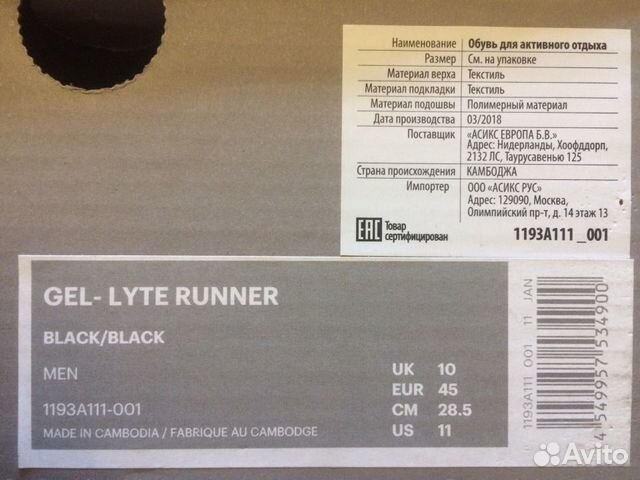 Наименование Обувь для активного отдыха
Размер См. на упаковке
Материал верха Текстиль
Материал подкладки Текстиль
Материал подошвы Полимерный материал
Дата производства 03/2018
Поставщик «АСИКС ЕВРОПА Б.В.»
Адрес: Нидерланды, Хоофддорп,
2132 ЛС, Таурусавенью 125
Страна происхождения КАМБОДЖА
Импортер ООО «АСИКС РУС»
Адрес: 129090, Москва,
Олимпийский пр-т, д. 14 этаж 13
EAC Товар
сертифицирован
1193A111 _001
GEL- LYTE RUNNER
BLACK/BLACK
MEN
1193A111-001
MADE IN CAMBODIA / FABRIQUE AU CAMBODGE
UK 10
EUR 45
CM 28.5
US 11
1193A111 001 11 JAN
4 549957 534900
Avito